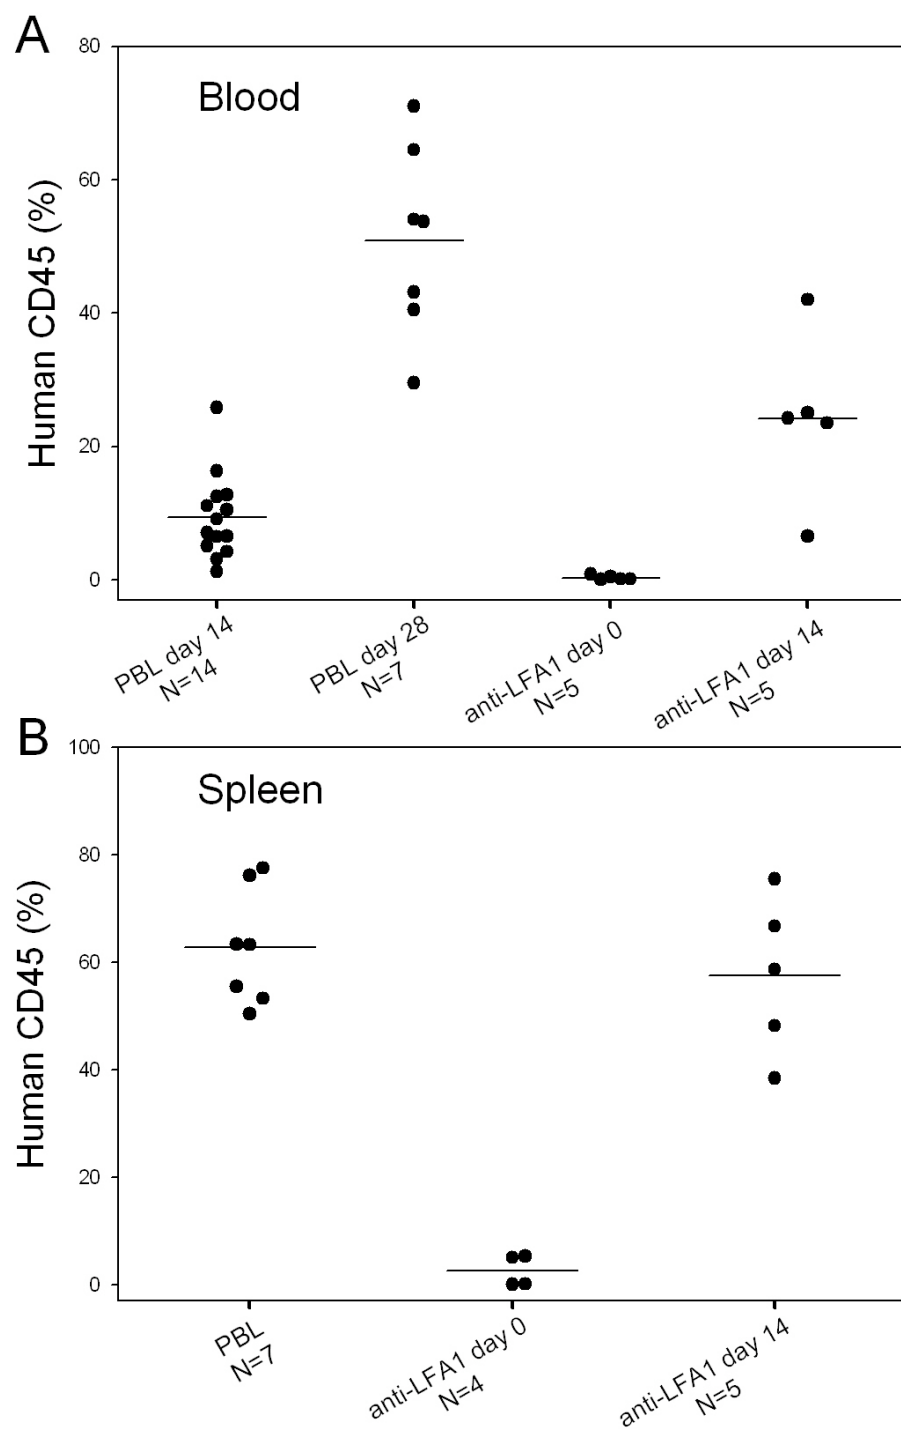 A
Blood
Human CD45 (%)
80
60
40
20
0
PBL day 14
N=14
PBL day 28
N=7
anti-LFA1 day 0
N=5
anti-LFA1 day 14
N=5
B
Spleen
Human CD45 (%)
100
80
60
40
20
0
PBL
N=7
anti-LFA1 day 0
N=4
anti-LFA1 day 14
N=5